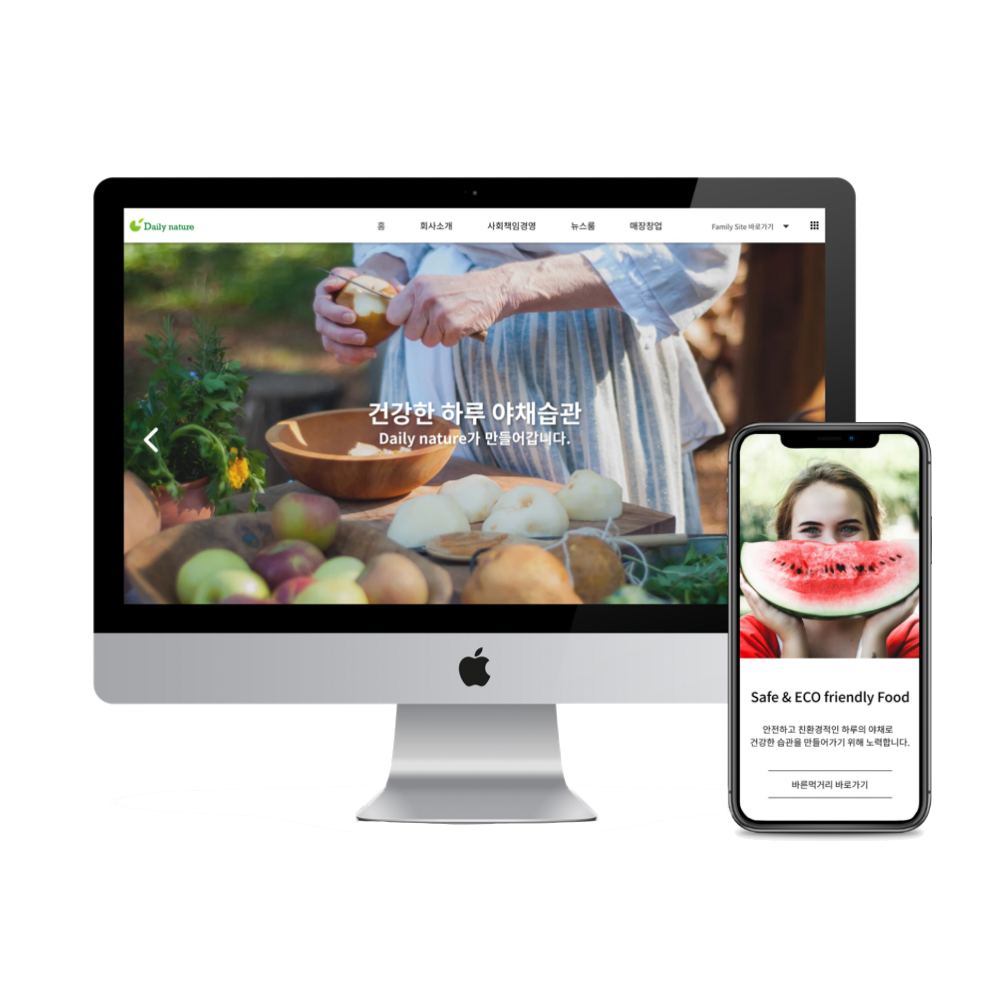 Daily nature
홈 회사소개 사회책임경영 뉴스룸 매장창업 Family Site 바로가기
건강한 하루 야채습관
Daily nature가 만들어갑니다.
Safe & ECO friendly Food
안전하고 친환경적인 하루의 야채로
건강한 습관을 만들어가기 위해 노력합니다.
바른먹거리 바로가기